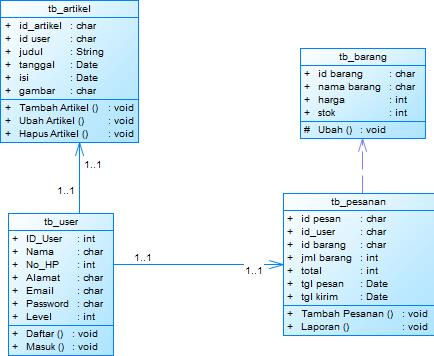 tb_artikel
+ id_artikel : char
+ id user : char
+ judul : String
+ tanggal : Date
+ isi : Date
+ gambar : char
+ Tambah Artikel () : void
+ Ubah Artikel () : void
+ Hapus Artikel () : void
tb_barang
+ id barang : char
+ nama barang : char
+ harga : int
+ stok : int
# Ubah () : void
1..1
1..1
tb_user
+ ID_User : int
+ Nama : char
+ No_HP : int
+ Alamat : char
+ Email : char
+ Password : char
+ Level : int
+ Daftar () : void
+ Masuk () : void
1..1
1..1
tb_pesanan
+ id pesan : char
+ id_user : char
+ id barang : char
+ jml barang : int
+ total : int
+ tgl pesan : Date
+ tgl kirim : Date
+ Tambah Pesanan () : void
+ Laporan () : void